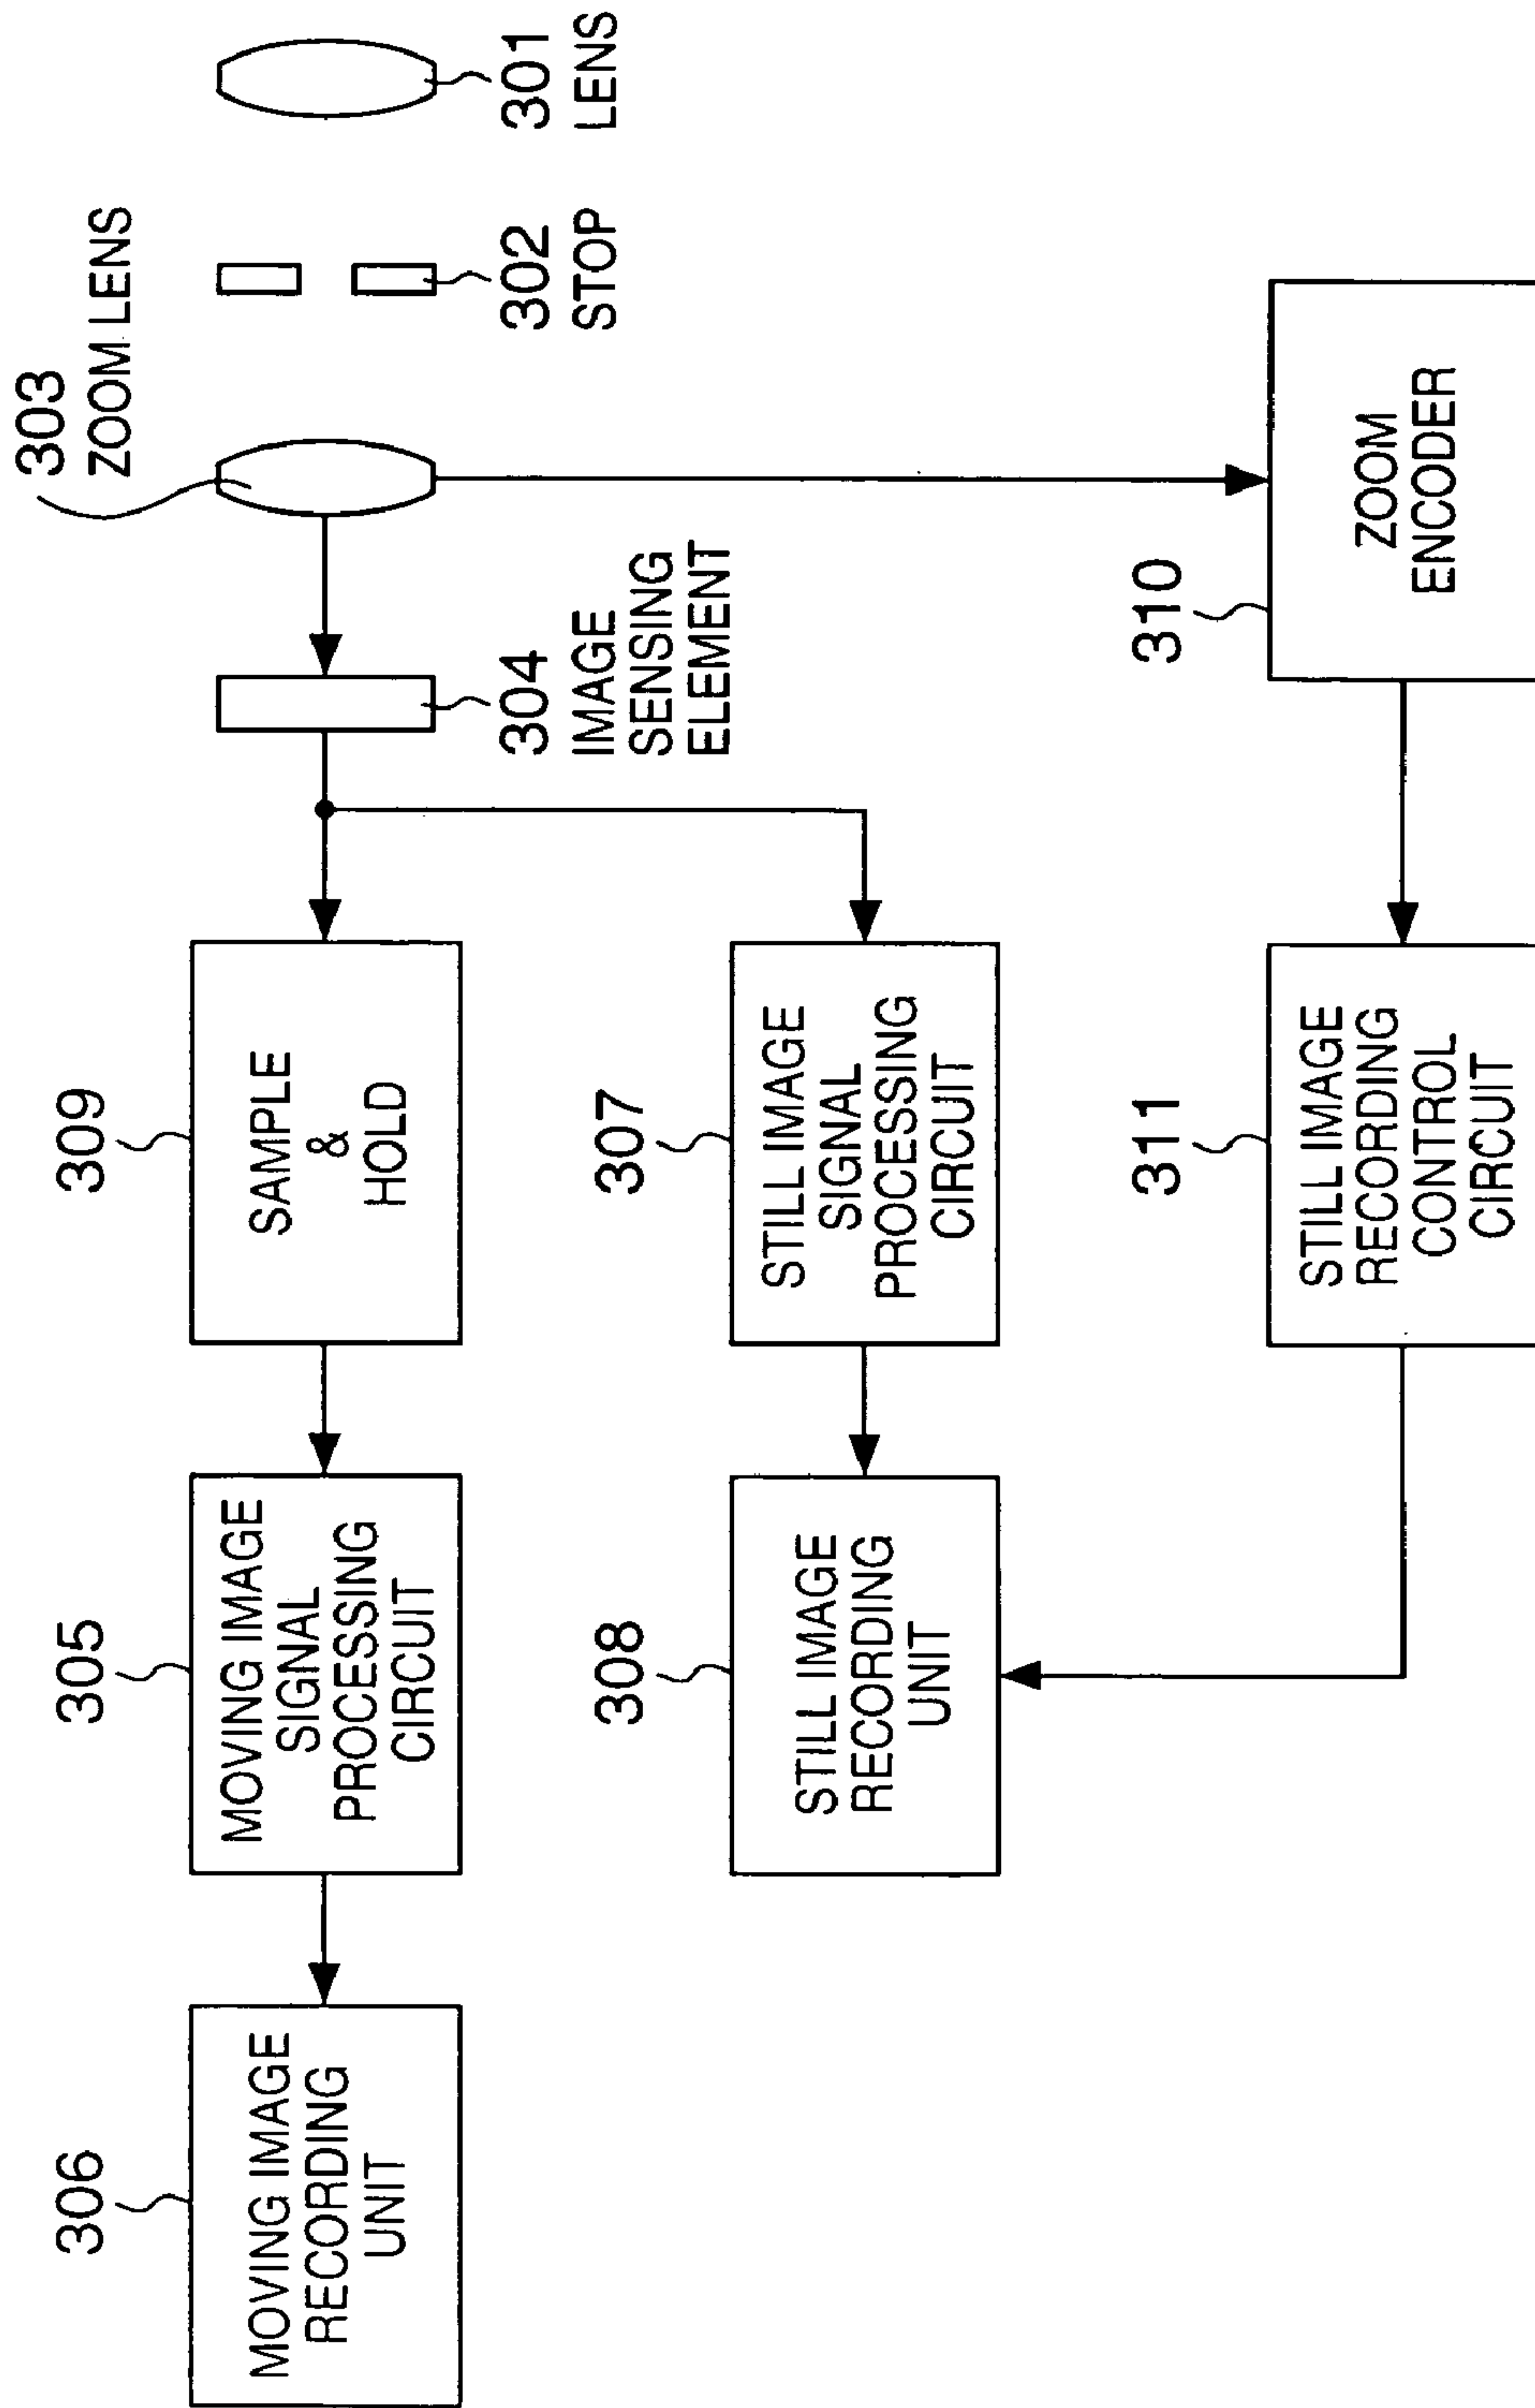 303
ZOOM LENS
301
LENS
302
STOP
304
IMAGE
SENSING
ELEMENT
309
SAMPLE
&
HOLD
305
MOVING IMAGE
SIGNAL
PROCESSING
CIRCUIT
306
MOVING IMAGE
RECORDING
UNIT
307
STILL IMAGE
SIGNAL
PROCESSING
CIRCUIT
308
STILL IMAGE
RECORDING
UNIT
310
ZOOM
ENCODER
311
STILL IMAGE
RECORDING
CONTROL
CIRCUIT